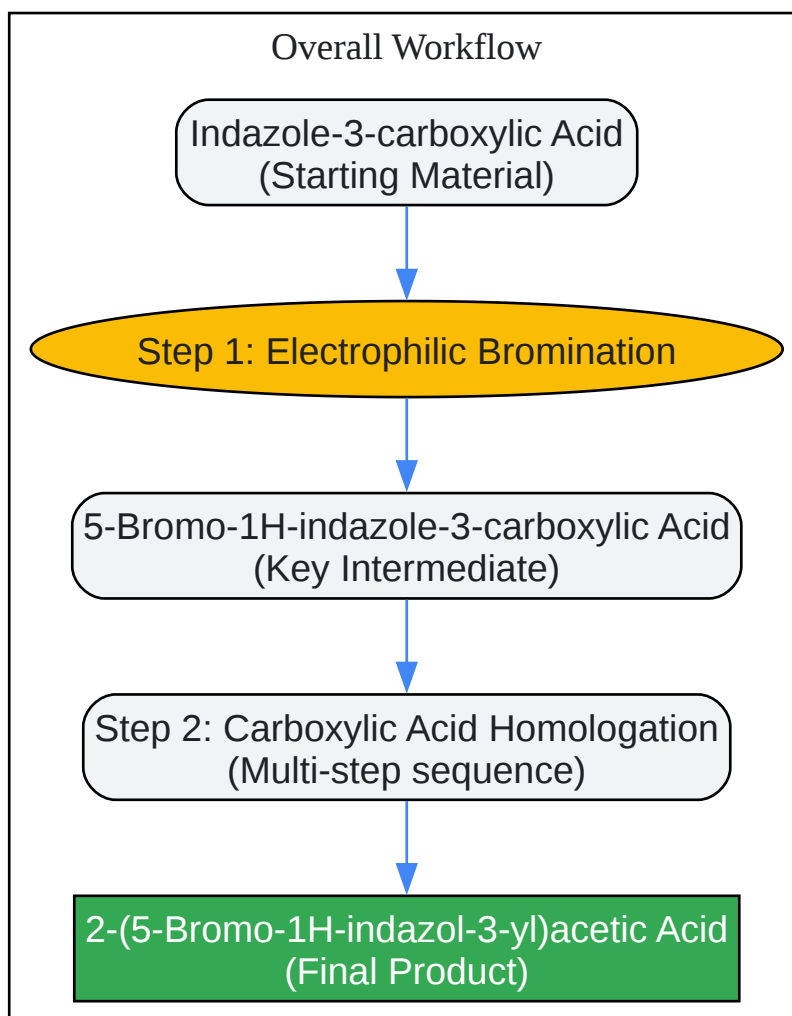 Overall Workflow
Indazole-3-carboxylic Acid
(Starting Material)
Step 1: Electrophilic Bromination
5-Bromo-1H-indazole-3-carboxylic Acid
(Key Intermediate)
Step 2: Carboxylic Acid Homologation
(Multi-step sequence)
2-(5-Bromo-1H-indazol-3-yl)acetic Acid
(Final Product)